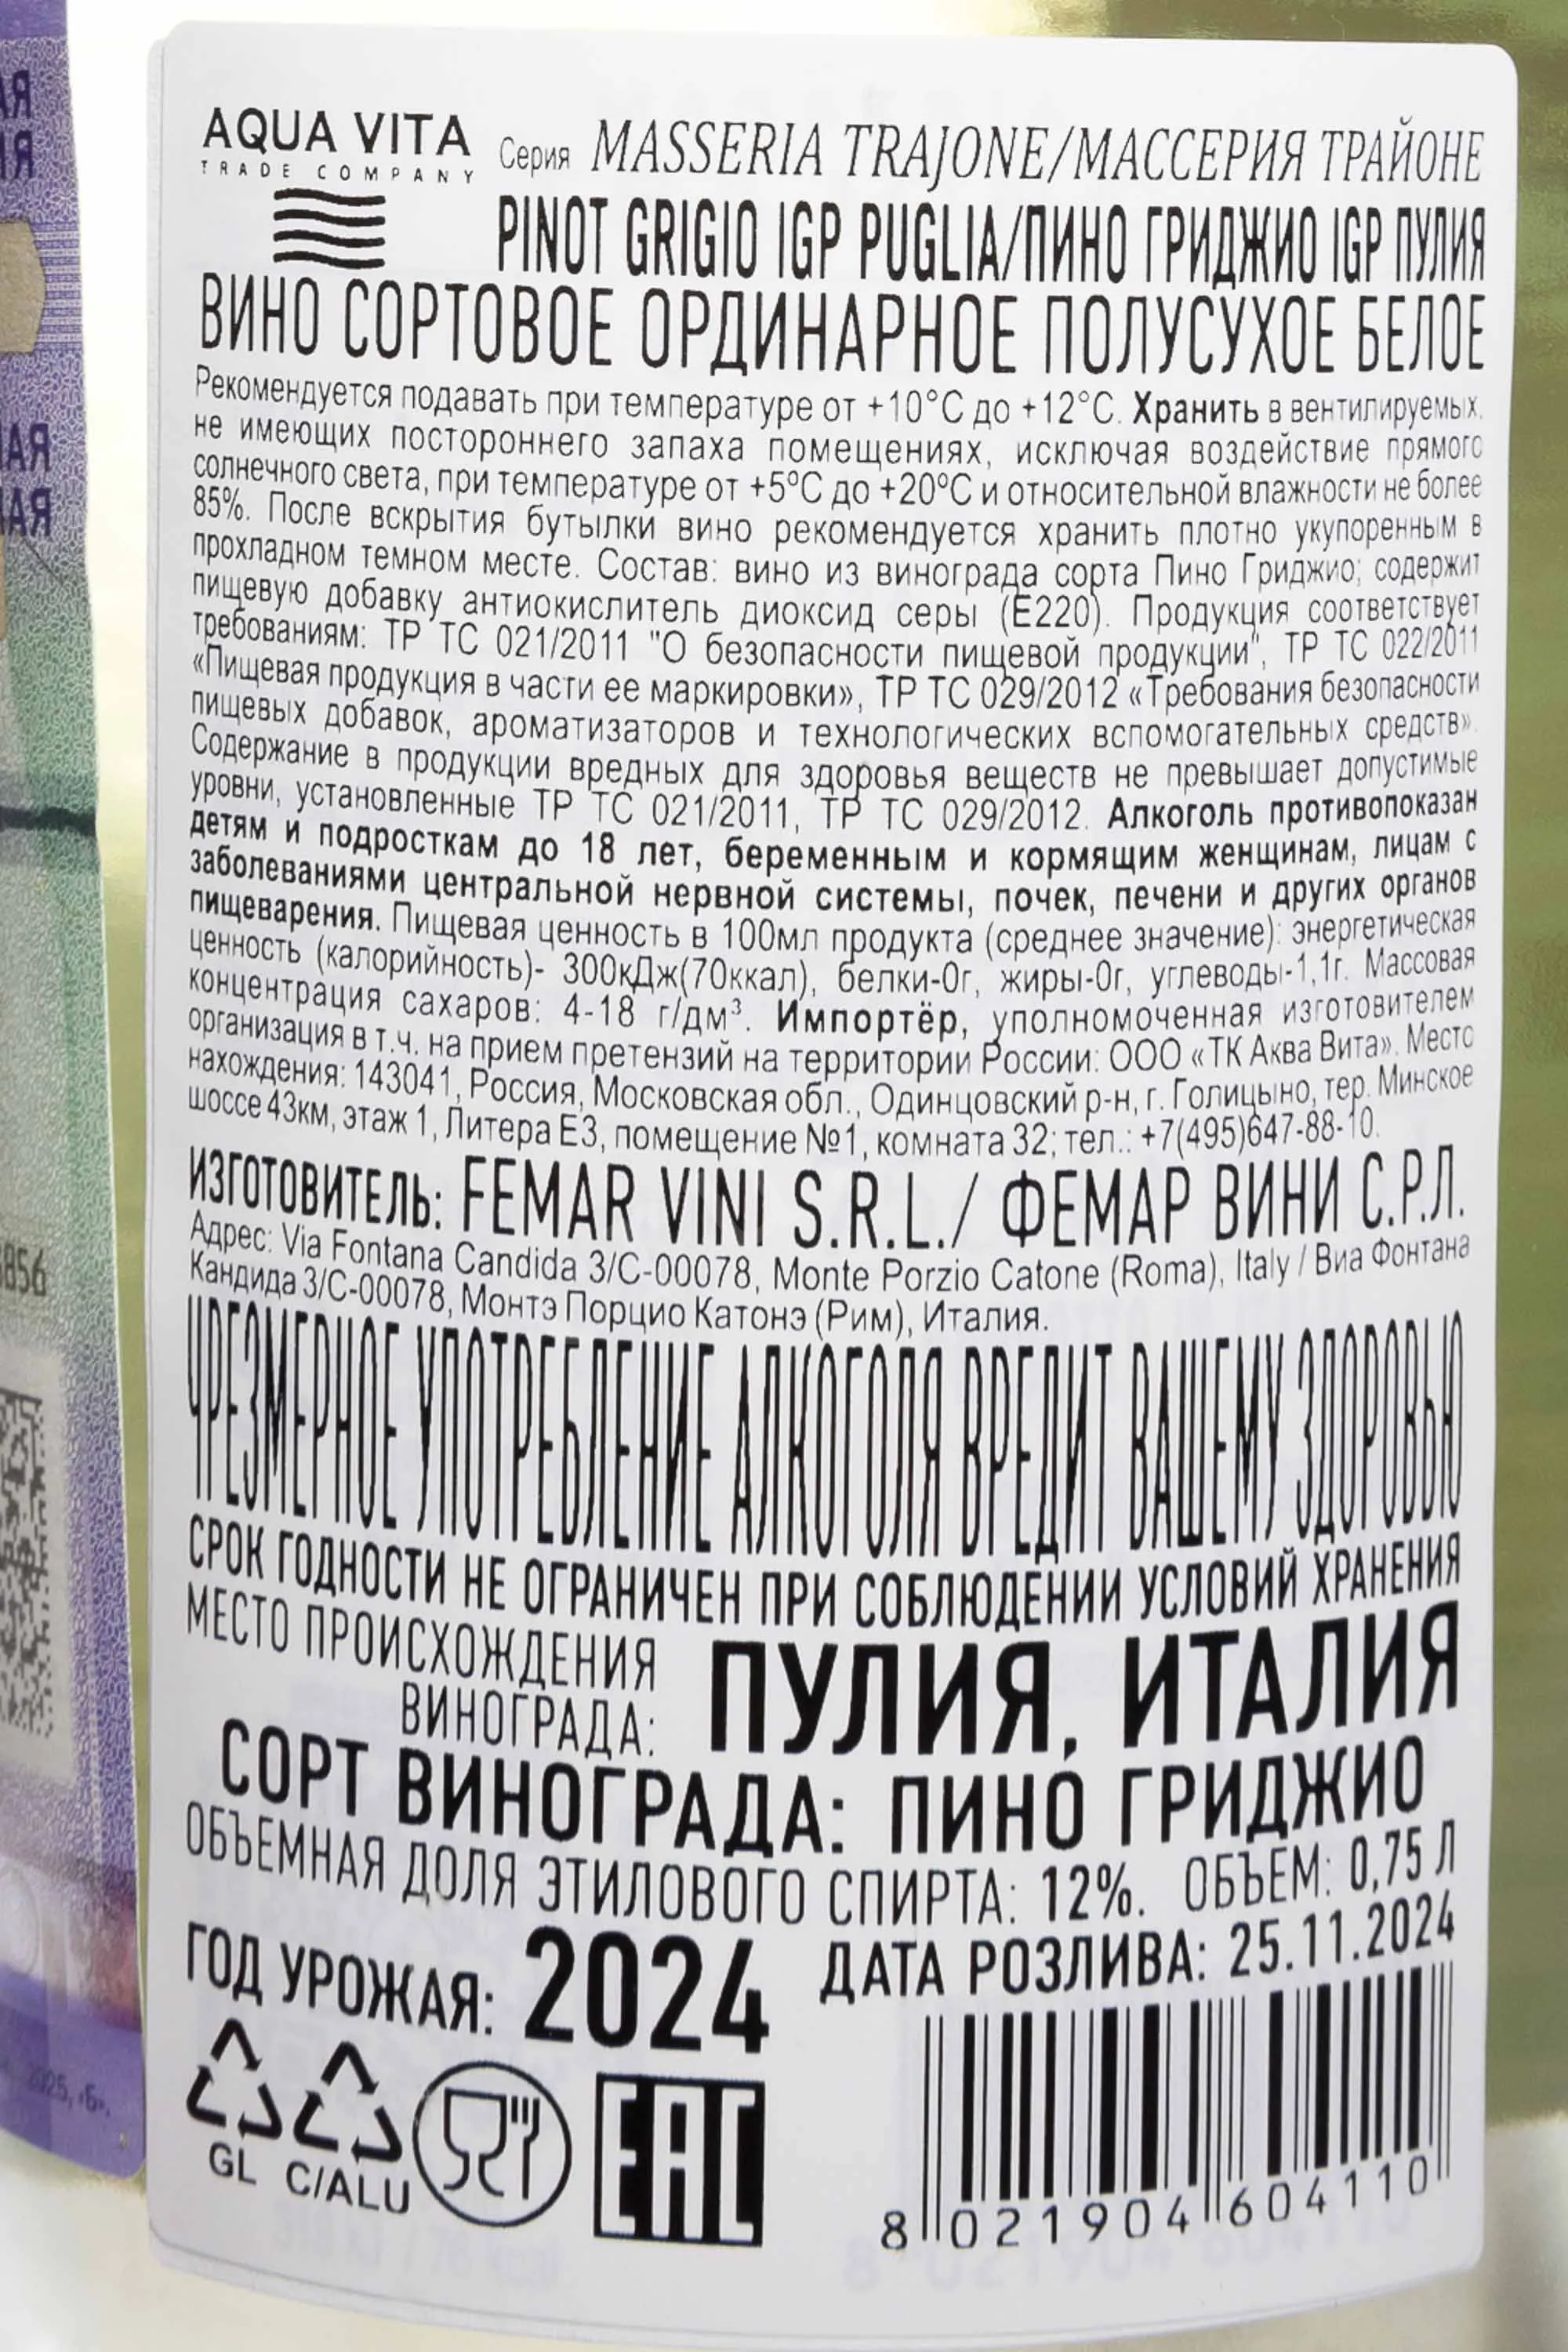 AQUA VITA
TRADE COMPANY
Серия MASSERIA TRAJONE/МАССЕРИЯ ТРАЙОНЕ
PINOT GRIGIO IGP PUGLIA/ПИНО ГРИДЖИО IGP ПУЛИЯ
ВИНО СОРТОВОЕ ОРДИНАРНОЕ ПОЛУСУХОЕ БЕЛОЕ
Рекомендуется подавать при температуре от +10°С до +12°С. Хранить в вентилируемых,
не имеющих постороннего запаха помещениях, исключая воздействие прямого
солнечного света, при температуре от +5°С до +20°С и относительной влажности не более
85%. После вскрытия бутылки вино рекомендуется хранить плотно укупоренным в
прохладном темном месте. Состав: вино из винограда сорта Пино Гриджио; содержит
пищевую добавку антиокислитель диоксид серы (Е220). Продукция соответствует
требованиям: ТР ТС 021/2011 "О безопасности пищевой продукции", ТР ТС 022/2011
«Пищевая продукция в части ее маркировки», ТР ТС 029/2012 «Требования безопасности
пищевых добавок, ароматизаторов и технологических вспомогательных средств».
Содержание в продукции вредных для здоровья веществ не превышает допустимые
уровни, установленные ТР ТС 021/2011, ТР ТС 029/2012. Алкоголь противопоказан
детям и подросткам до 18 лет, беременным и кормящим женщинам, лицам с
заболеваниями центральной нервной системы, почек, печени и других органов
пищеварения. Пищевая ценность в 100мл продукта (среднее значение): энергетическая
ценность (калорийность)- 300кДж(70ккал), белки-0г, жиры-0г, углеводы-1,1г. Массовая
концентрация сахаров: 4-18 г/дм³. Импортёр, уполномоченная изготовителем
организация в т.ч. на прием претензий на территории России: ООО «ТК Аква Вита». Место
нахождения: 143041, Россия, Московская обл., Одинцовский р-н, г. Голицыно, тер. Минское
шоссе 43км, этаж 1, Литера Е3, помещение №1, комната 32; тел.: +7(495)647-88-10.
ИЗГОТОВИТЕЛЬ: FEMAR VINI S.R.L./ ФЕМАР ВИНИ С.Р.Л.
Адрес: Via Fontana Candida 3/C-00078, Monte Porzio Catone (Roma), Italy / Виа Фонтана
Кандида 3/С-00078, Монтэ Порцио Катонэ (Рим), Италия.
ЧРЕЗМЕРНОЕ УПОТРЕБЛЕНИЕ АЛКОГОЛЯ ВРЕДИТ ВАШЕМУ ЗДОРОВЬЮ
СРОК ГОДНОСТИ НЕ ОГРАНИЧЕН ПРИ СОБЛЮДЕНИИ УСЛОВИЙ ХРАНЕНИЯ
МЕСТО ПРОИСХОЖДЕНИЯ
ВИНОГРАДА: ПУЛИЯ, ИТАЛИЯ
СОРТ ВИНОГРАДА: ПИНО ГРИДЖИО
ОБЪЕМНАЯ ДОЛЯ ЭТИЛОВОГО СПИРТА: 12%. ОБЪЕМ: 0,75 Л
ГОД УРОЖАЯ: 2024 ДАТА РОЗЛИВА: 25.11.2024
GL C/ALU
EAC
8 021904 604110